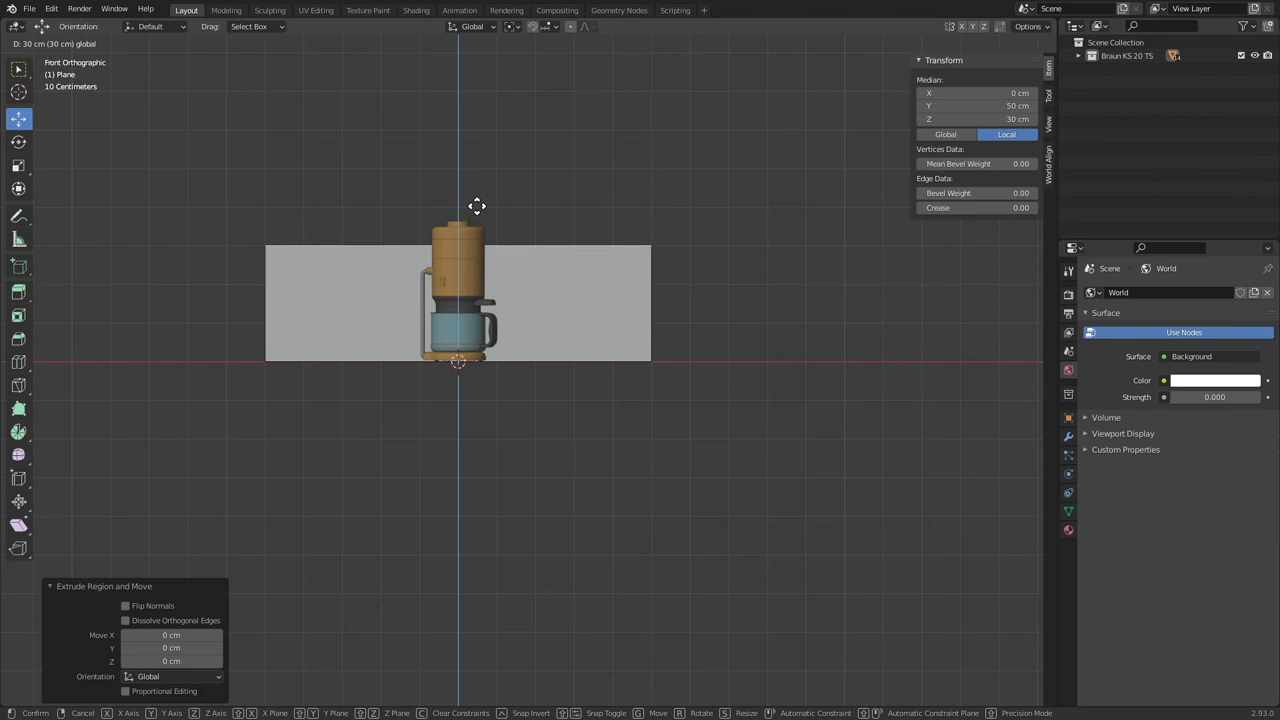 File Edit Render Window Help Layout Modeling Sculpting UV Editing Texture Paint Shading Animation Rendering Compositing Geometry Nodes Scripting + Scene View Layer
Orientation: Default Drag: Select Box Global X Y Z Options
D: 30 cm (30 cm) global
Front Orthographic
(1) Plane
10 Centimeters
Transform
Median:
X 0 cm
Y 50 cm
Z 30 cm
Global Local
Vertices Data:
Mean Bevel Weight 0.00
Edge Data:
Bevel Weight 0.00
Crease 0.00
Item
Tool
View
World Align
Scene Collection
Braun KS 20 TS
Scene World
World
Surface
Use Nodes
Surface Background
Color
Strength 0.000
Volume
Viewport Display
Custom Properties
Extrude Region and Move
Flip Normals
Dissolve Orthogonal Edges
Move X 0 cm
Y 0 cm
Z 0 cm
Orientation Global
Proportional Editing
Confirm Cancel X X Axis Y Y Axis Z Z Axis X X Plane Y Y Plane Z Z Plane C Clear Constraints Snap Invert Snap Toggle G Move R Rotate S Resize Automatic Constraint Automatic Constraint Plane Precision Mode 2.93.0